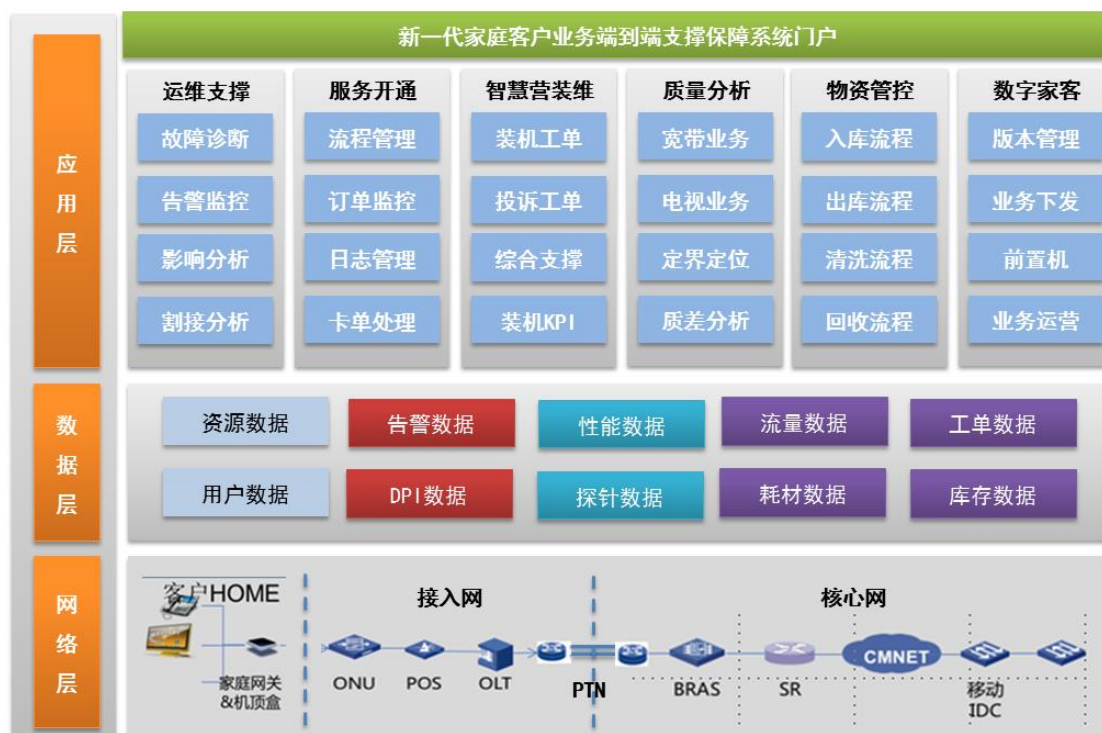 新一代家庭客户业务端到端支撑保障系统门户
应用层
运维支撑
故障诊断
告警监控
影响分析
割接分析
服务开通
流程管理
订单监控
日志管理
卡单处理
智慧营装维
装机工单
投诉工单
综合支撑
装机KPI
质量分析
宽带业务
电视业务
定界定位
质差分析
物资管控
入库流程
出库流程
清洗流程
回收流程
数字家客
版本管理
业务下发
前置机
业务运营
数据层
资源数据
告警数据
性能数据
流量数据
工单数据
用户数据
DPI数据
探针数据
耗材数据
库存数据
网络层
客户HOME
家庭网关
&机顶盒
接入网
ONU
POS
OLT
PTN
核心网
BRAS
SR
CMNET
移动
IDC